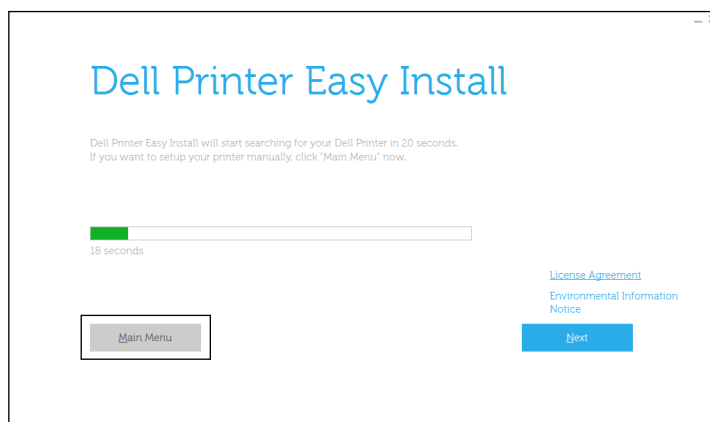 Dell Printer Easy Install
Dell Printer Easy Install will start searching for your Dell Printer in 20 seconds.
If you want to setup your printer manually, click "Main Menu" now.
18 seconds
License Agreement
Environmental Information
Notice
Main Menu
Next